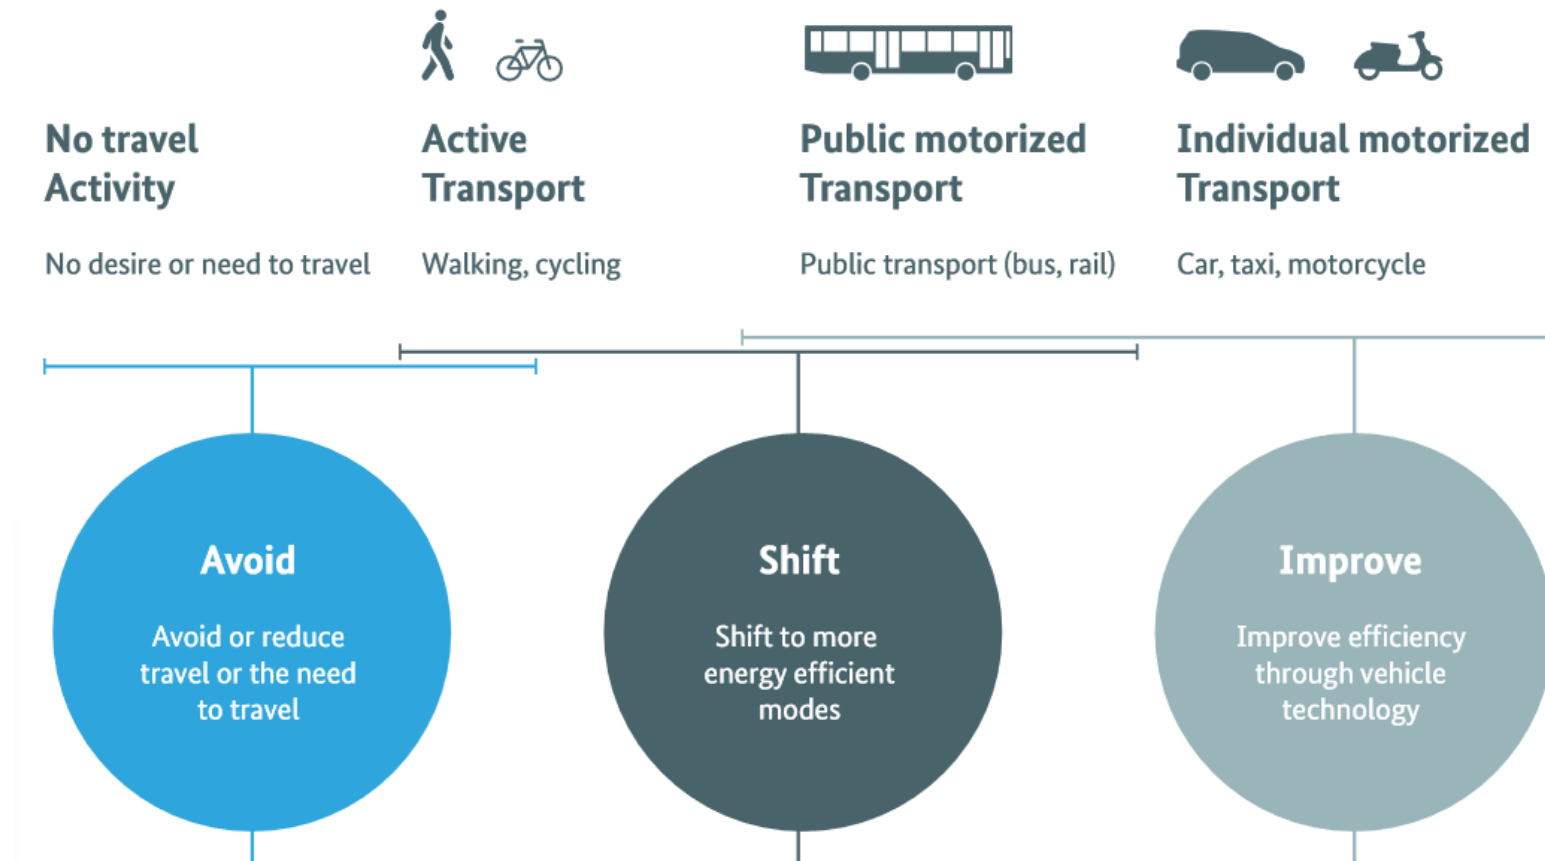 No travel
Activity
No desire or need to travel
Active
Transport
Walking, cycling
Public motorized
Transport
Public transport (bus, rail)
Individual motorized
Transport
Car, taxi, motorcycle
Avoid
Avoid or reduce
travel or the need
to travel
Shift
Shift to more
energy efficient
modes
Improve
Improve efficiency
through vehicle
technology